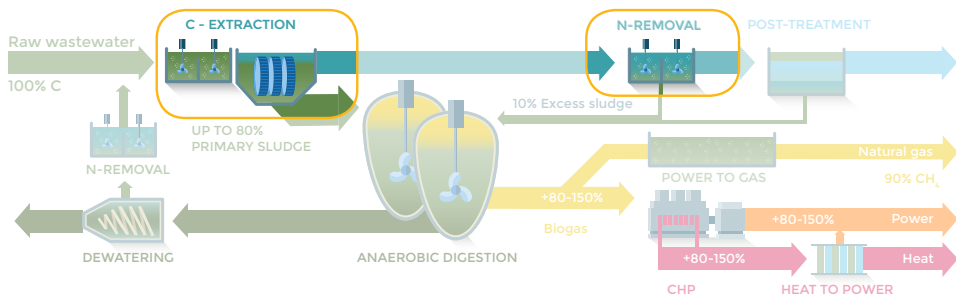 C - EXTRACTION
N-REMOVAL
POST-TREATMENT
Raw wastewater
100% C
10% Excess sludge
UP TO 80%
PRIMARY SLUDGE
N-REMOVAL
Natural gas
POWER TO GAS
90% CH₄
+80-150%
Biogas
+80-150%
Power
DEWATERING
ANAEROBIC DIGESTION
+80-150%
Heat
CHP
HEAT TO POWER